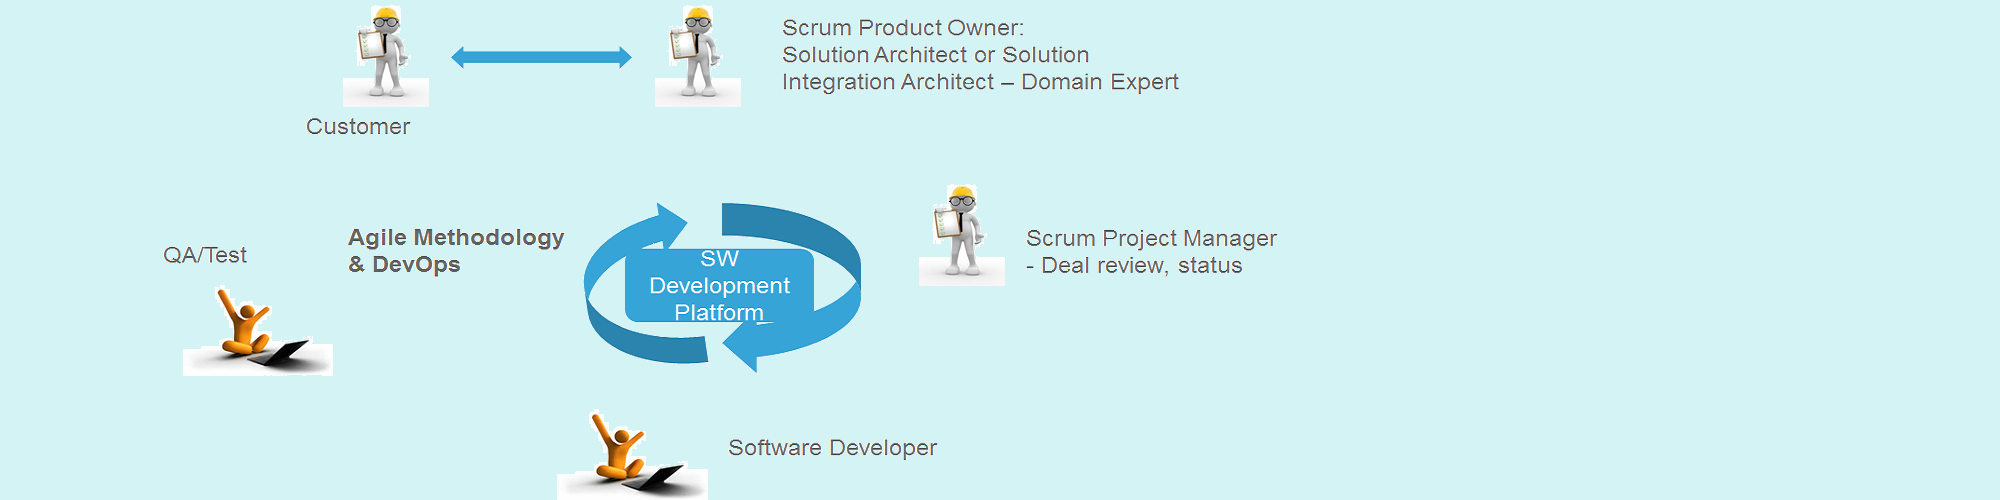 Scrum Product Owner:
Solution Architect or Solution
Integration Architect – Domain Expert
Customer
Agile Methodology
& DevOps
QA/Test
SW
Development
Platform
Scrum Project Manager
- Deal review, status
Software Developer